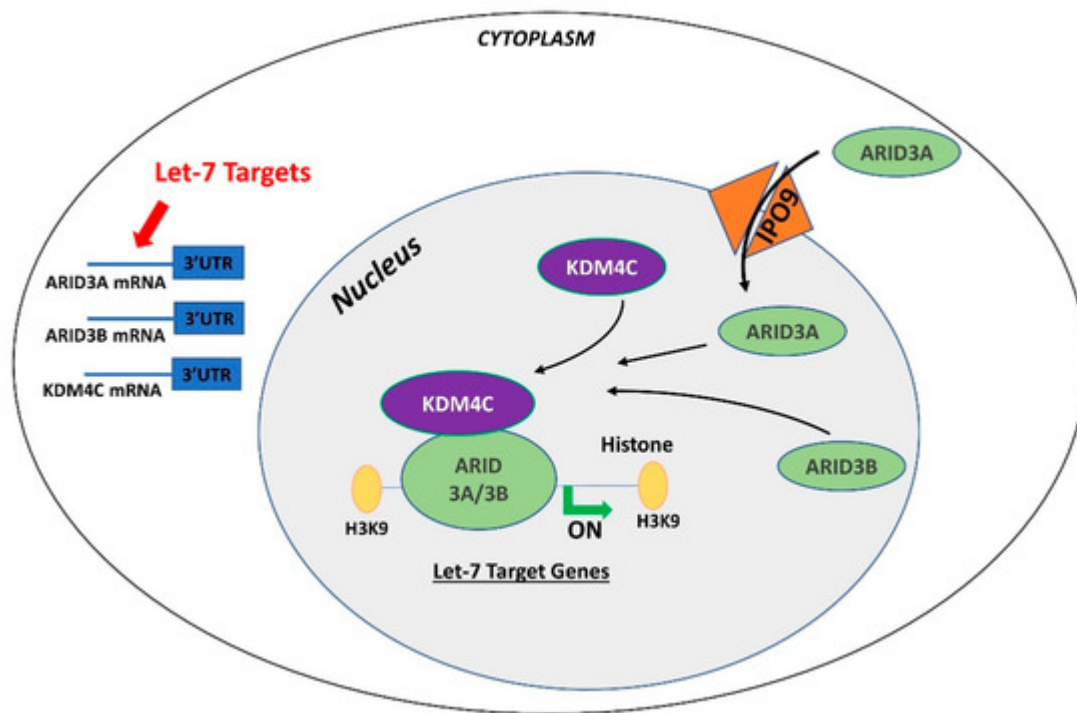 CYTOPLASM
ARID3A
Let-7 Targets
IPO9
3'UTR
ARID3A mRNA
Nucleus
KDM4C
3'UTR
ARID3B mRNA
ARID3A
3'UTR
KDM4C mRNA
KDM4C
Histone
ARID
3A/3B
ARID3B
H3K9
ON
H3K9
Let-7 Target Genes